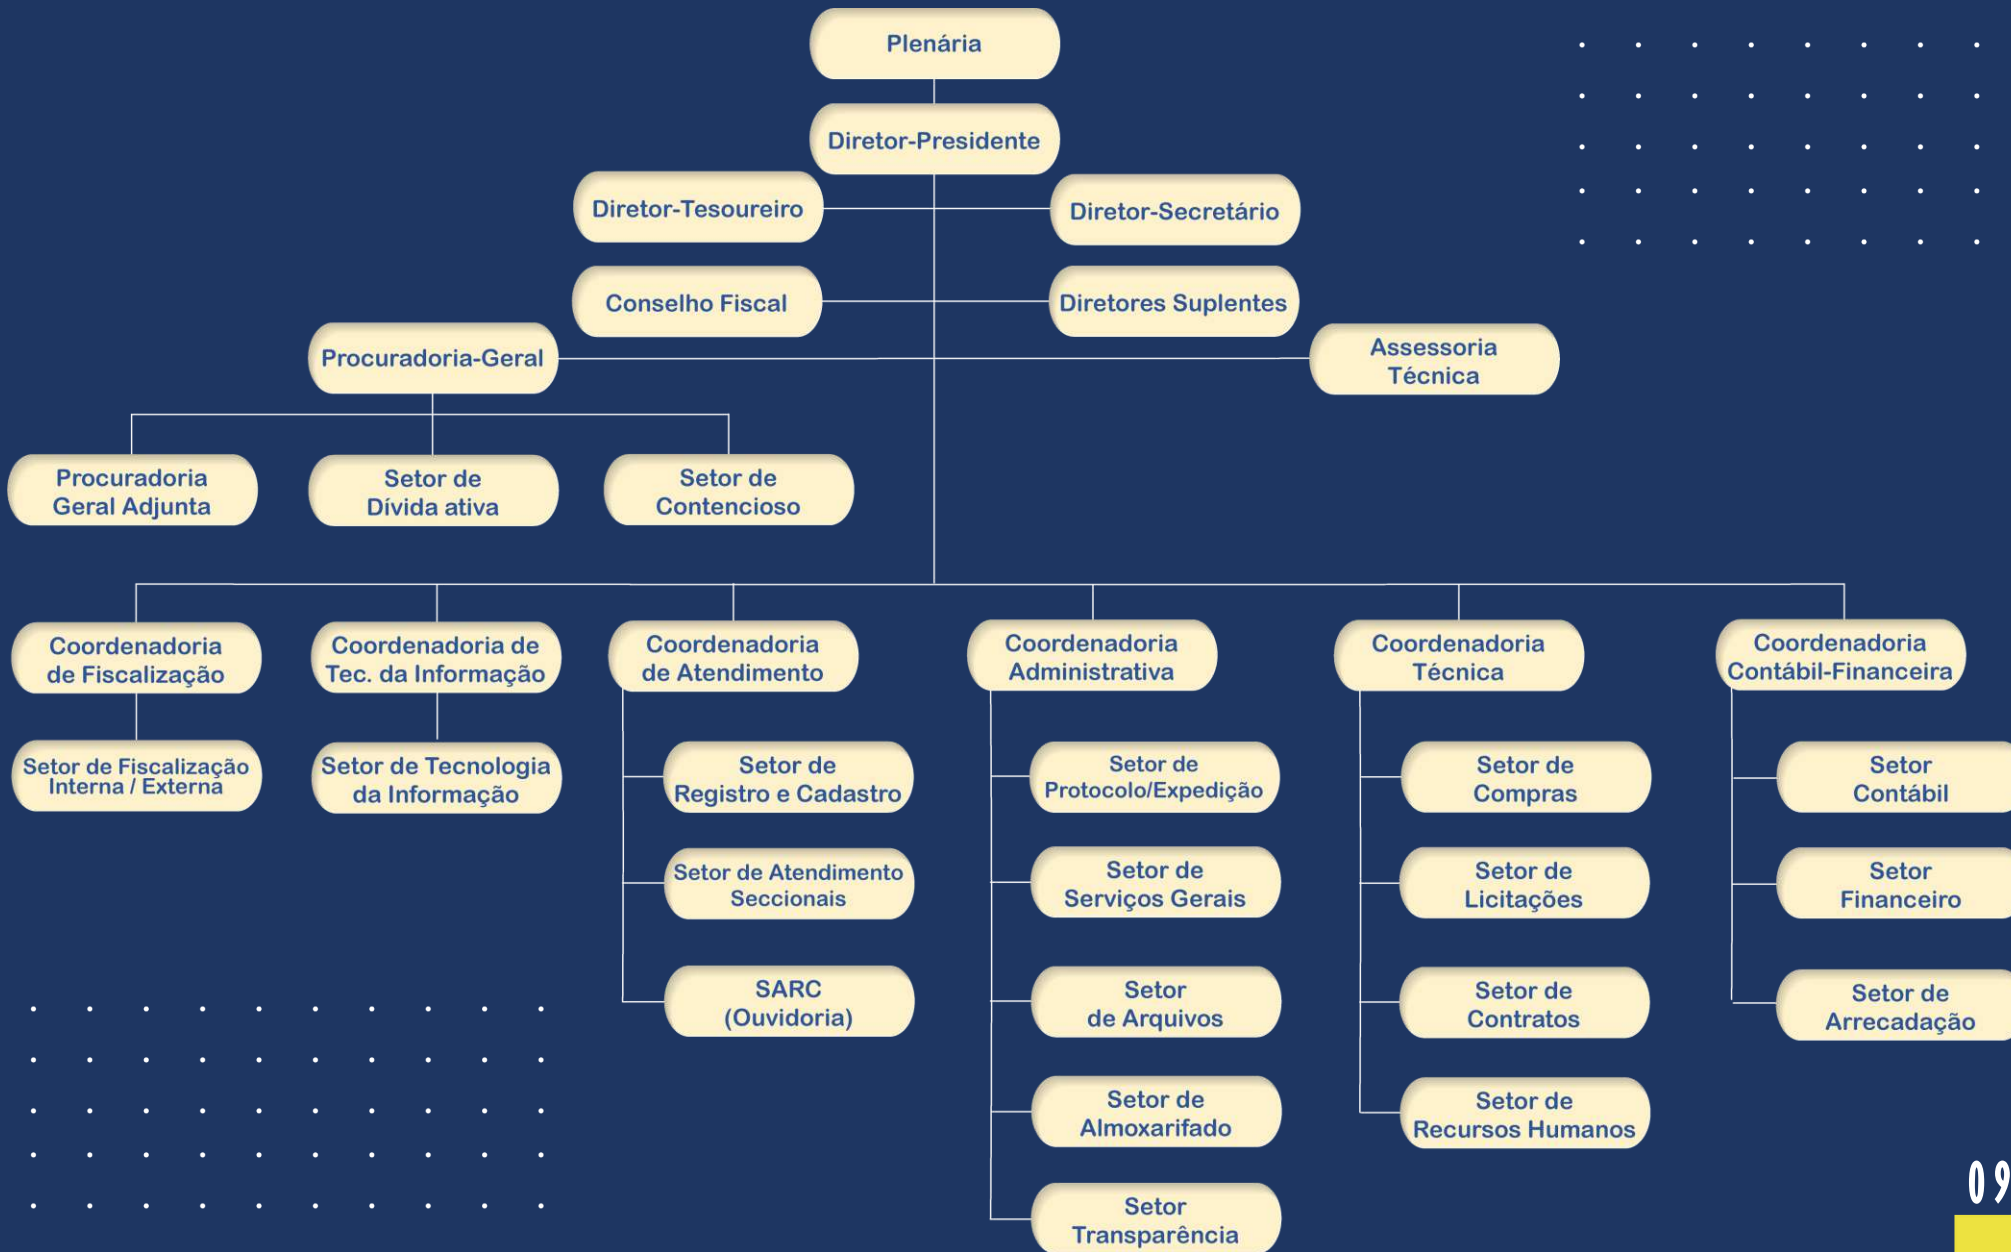 Plenária
Diretor-Presidente
Diretor-Tesoureiro
Diretor-Secretário
Conselho Fiscal
Diretores Suplentes
Procuradoria-Geral
Assessoria
Técnica
Procuradoria
Geral Adjunta
Setor de
Dívida ativa
Setor de
Contencioso
Coordenadoria
de Fiscalização
Coordenadoria de
Tec. da Informação
Coordenadoria
de Atendimento
Coordenadoria
Administrativa
Coordenadoria
Técnica
Coordenadoria
Contábil-Financeira
Setor de Fiscalização
Interna / Externa
Setor de Tecnologia
da Informação
Setor de
Registro e Cadastro
Setor de Atendimento
Seccionais
SARC
(Ouvidoria)
Setor de
Protocolo/Expedição
Setor de
Serviços Gerais
Setor
de Arquivos
Setor de
Almoxarifado
Setor
Transparência
Setor de
Compras
Setor de
Licitações
Setor de
Contratos
Setor de
Recursos Humanos
Setor
Contábil
Setor
Financeiro
Setor de
Arrecadação
09